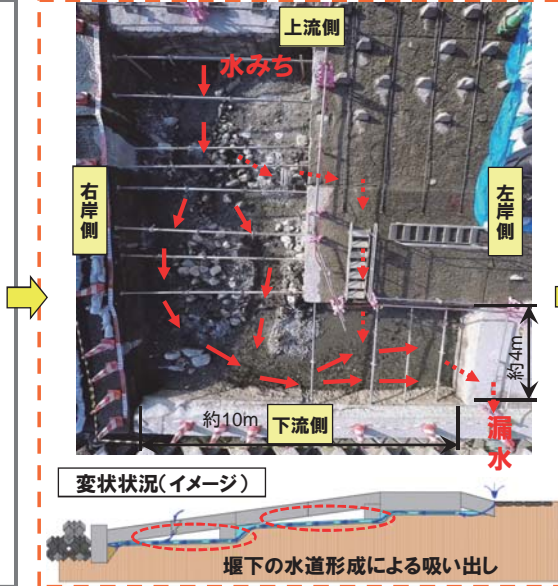 上流側
水みち
右岸側
左岸側
約4m
約10m
下流側
漏水
変状状況(イメージ)
堰下の水道形成による吸い出し